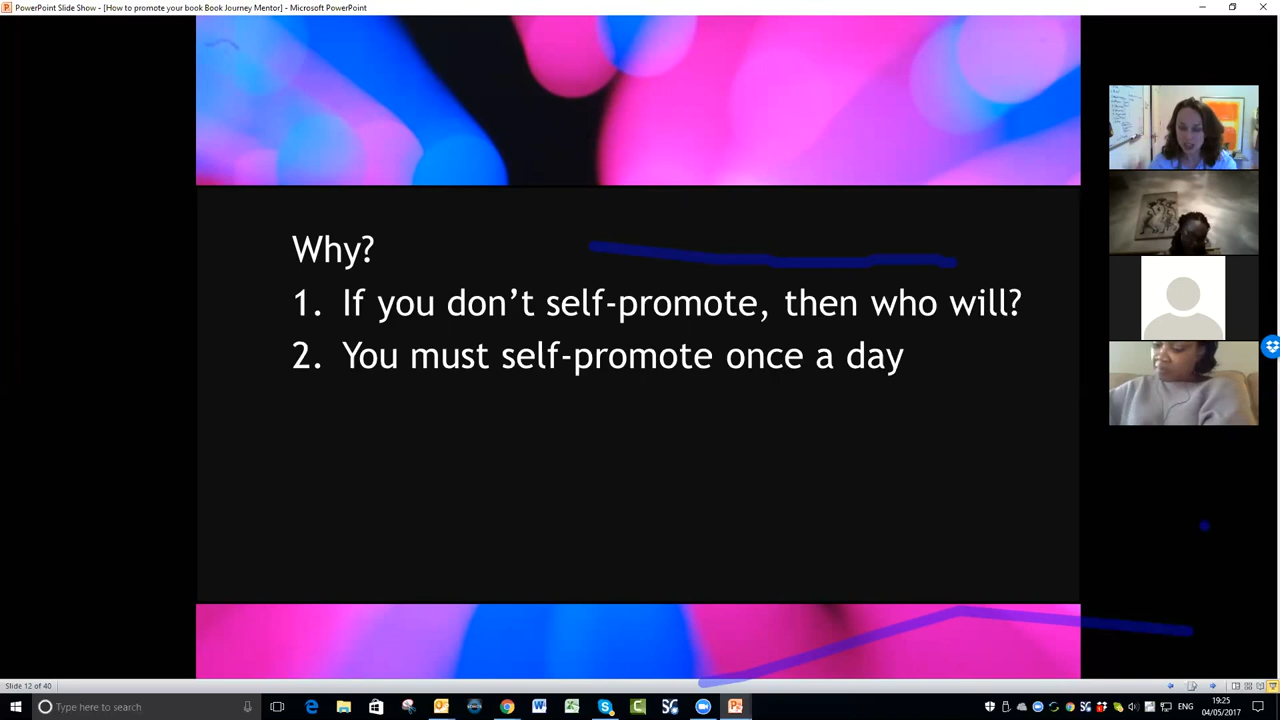 PowerPoint Slide Show - [How to promote your book Book Journey Mentor] - Microsoft PowerPoint
Why?
1. If you don’t self-promote, then who will?
2. You must self-promote once a day
Slide 12 of 40
Type here to search
ENG
19:25
04/05/2017